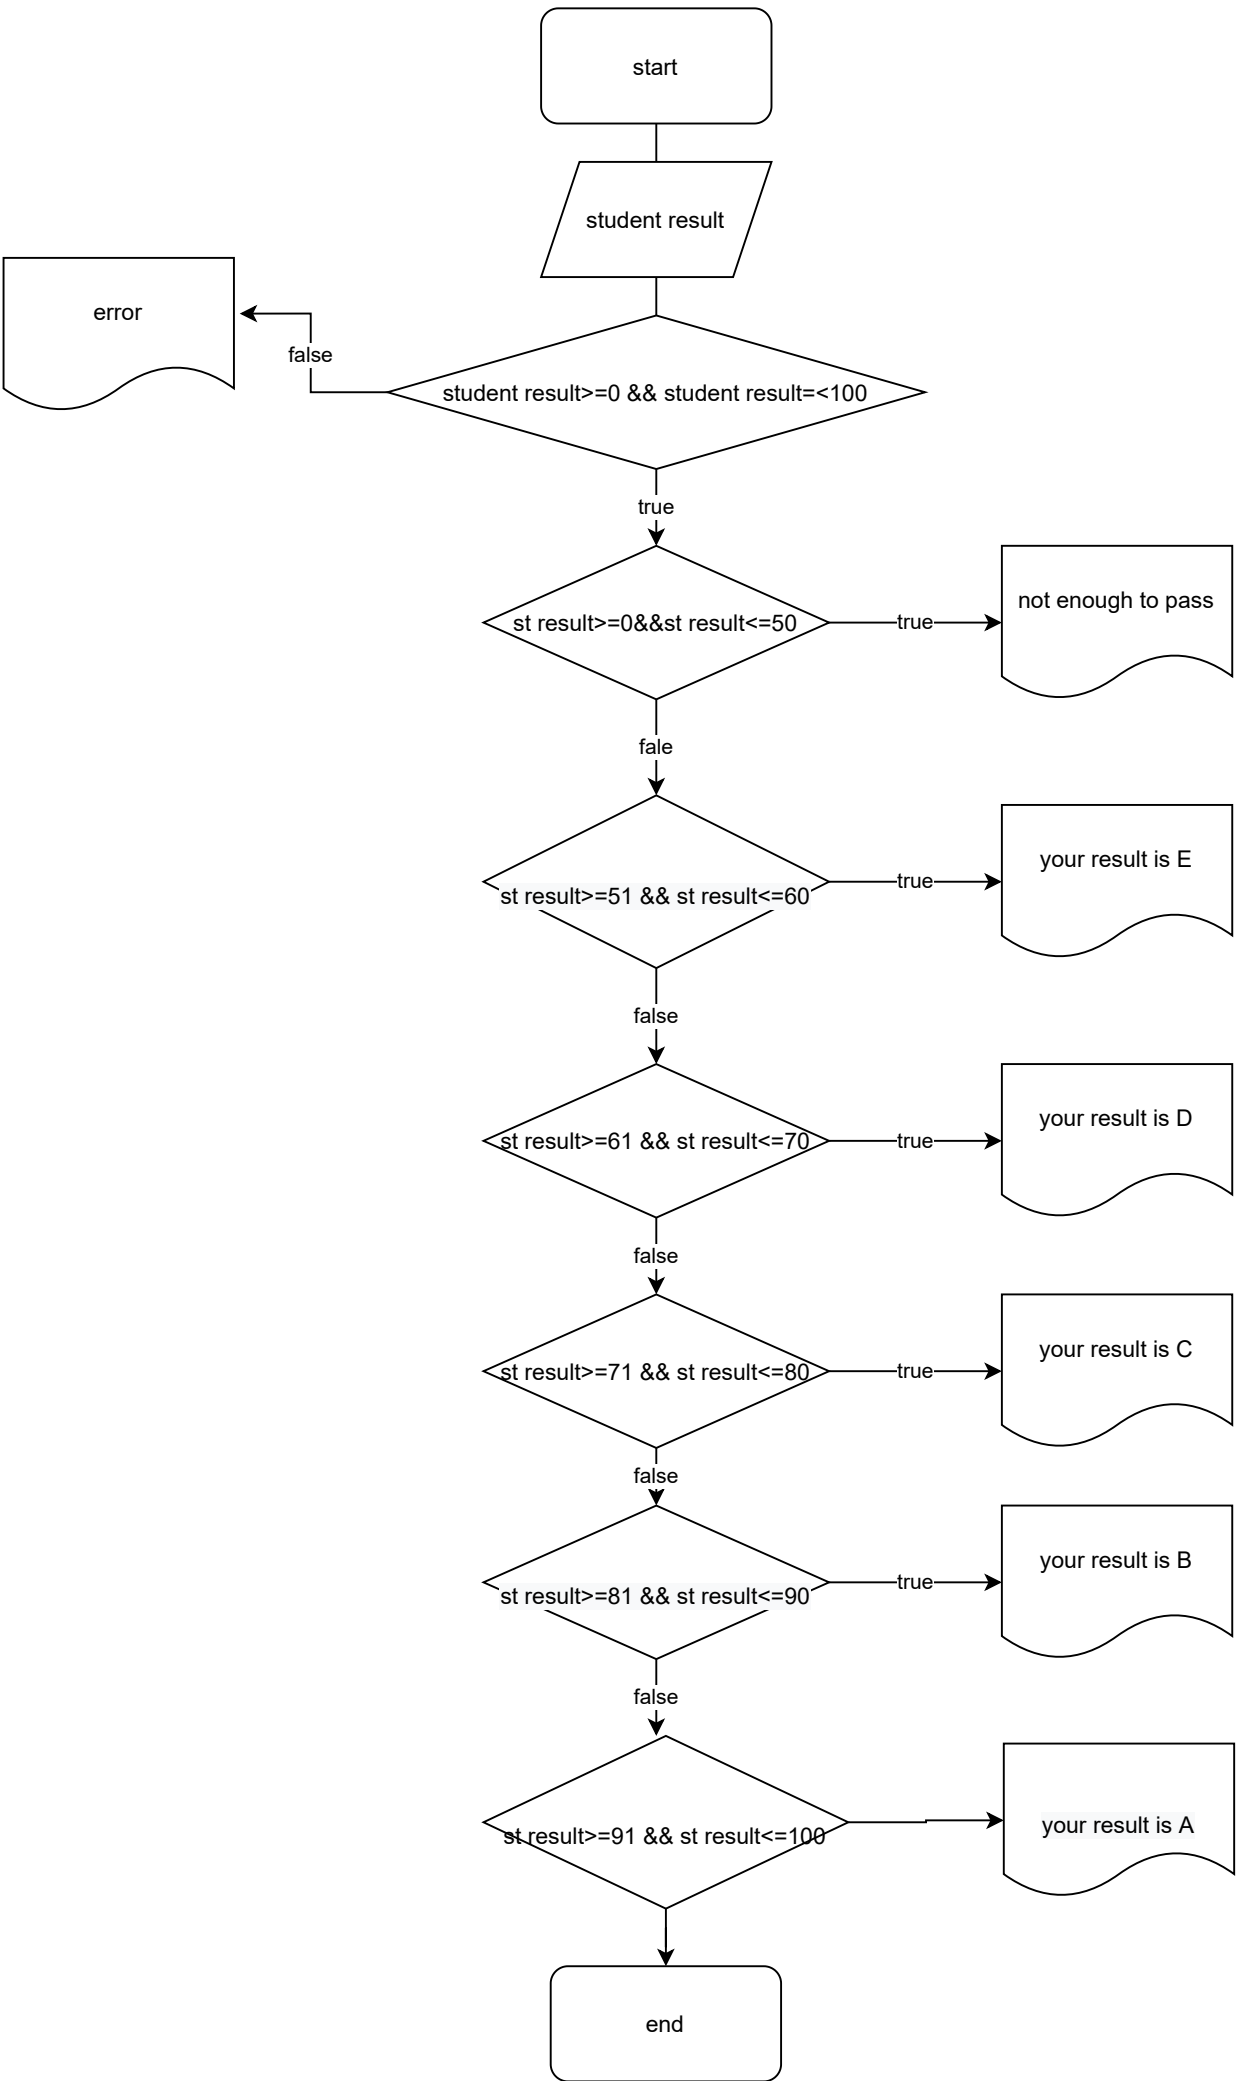 start
student result
error
false
student result>=0 && student result=<100
true
st result>=0&&st result<=50
true
not enough to pass
fale
st result>=51 && st result<=60
true
your result is E
false
st result>=61 && st result<=70
true
your result is D
false
st result>=71 && st result<=80
true
your result is C
false
st result>=81 && st result<=90
true
your result is B
false
st result>=91 && st result<=100
your result is A
end